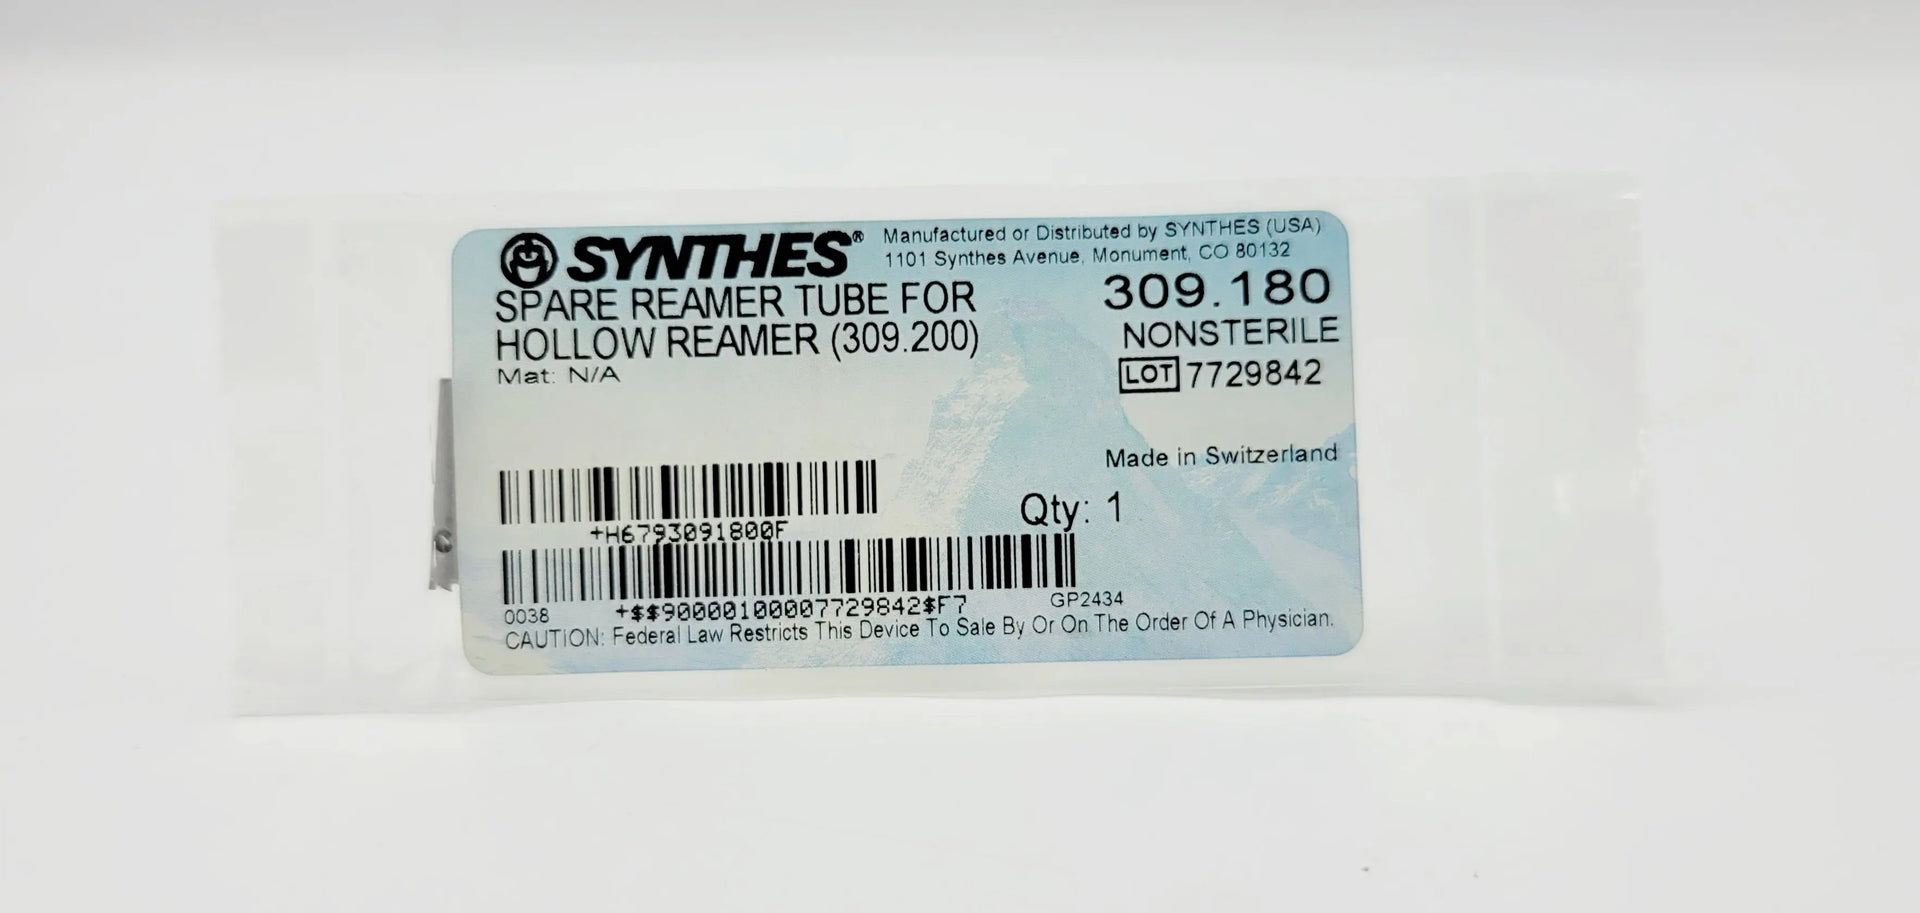 SYNTHES®
Manufactured or Distributed by SYNTHES (USA)
1101 Synthes Avenue, Monument, CO 80132
SPARE REAMER TUBE FOR
HOLLOW REAMER (309.200)
Mat: N/A
309.180
NONSTERILE
LOT 7729842
Made in Switzerland
Qty: 1
+H6793091800F
+$$90000100007729842$F7
0038
GP2434
CAUTION: Federal Law Restricts This Device To Sale By Or On The Order Of A Physician.